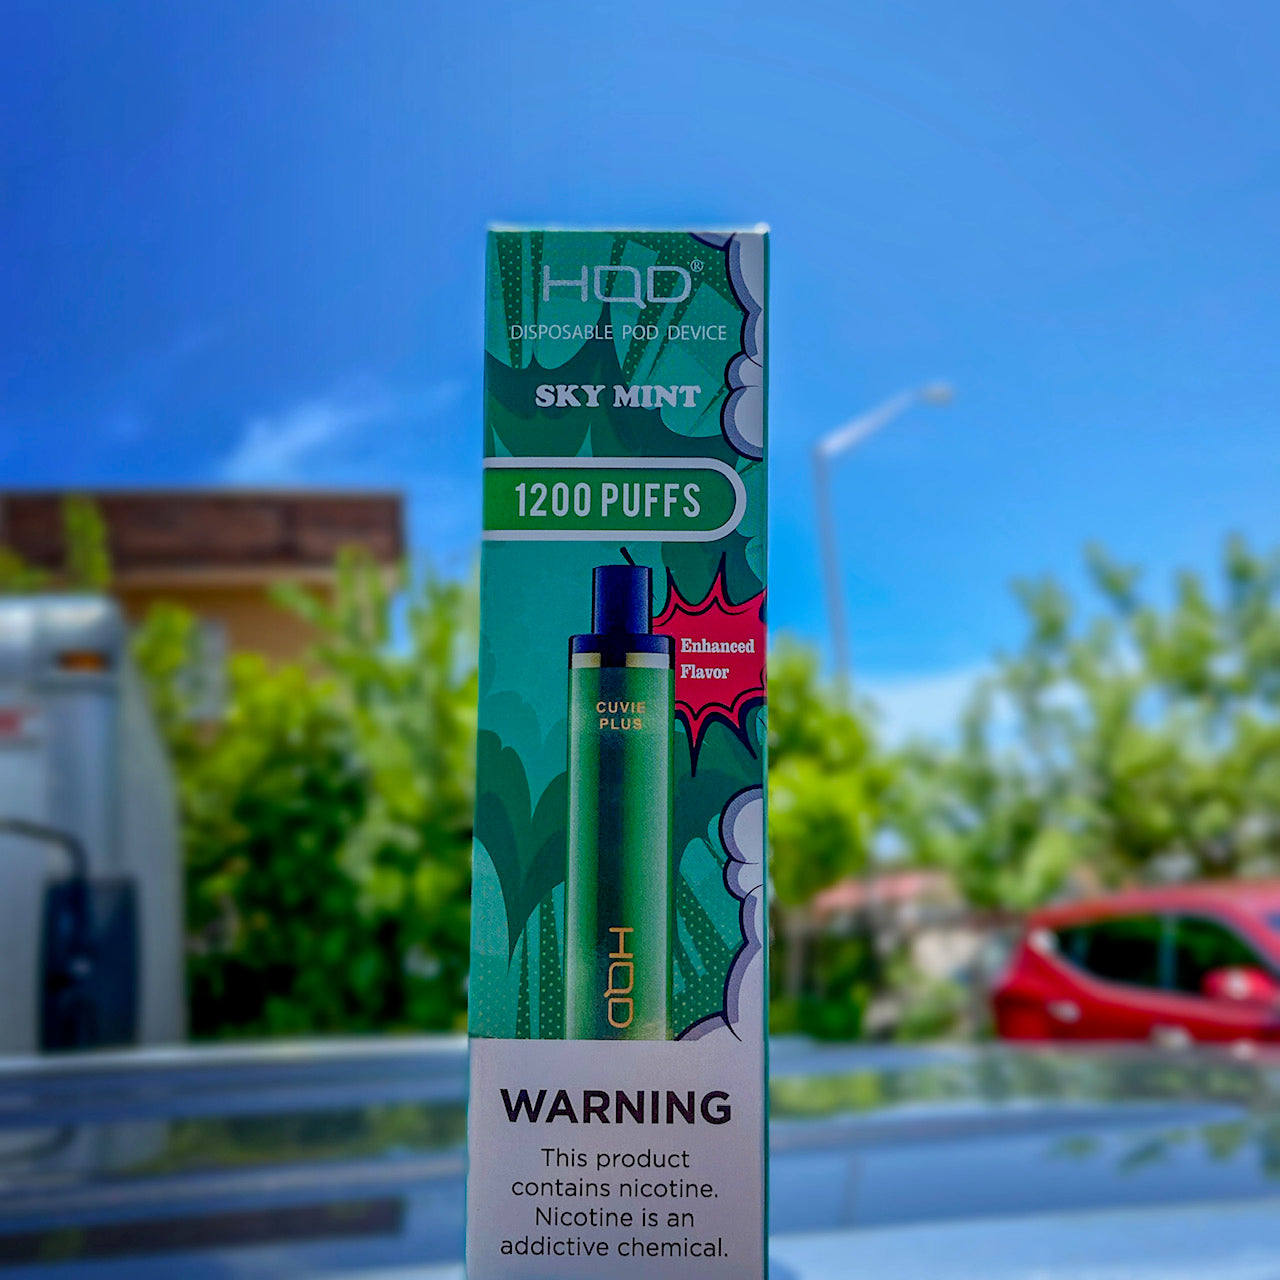 HQD®
DISPOSABLE POD DEVICE
SKY MINT
1200 PUFFS
Enhanced
Flavor
CUVIE
PLUS
HQD
WARNING
This product
contains nicotine.
Nicotine is an
addictive chemical.